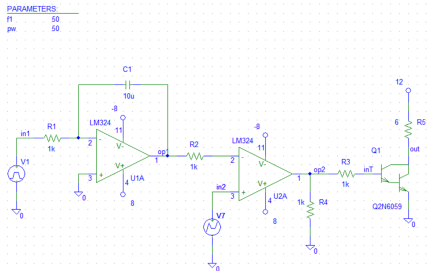 PARAMETERS:
f1 50
pw 50
C1
10u
-8
12
R1
1k
in1
LM324
11
2
-
V-
V+
3
+
1
op1
4
U1A
8
0
V1
0
R2
1k
LM324
-8
11
2
-
V-
V+
3
+
1
op2
4
U2A
8
in2
V7
0
1k
R4
0
R3
1k
inT
Q1
Q2N6059
6
R5
out
0